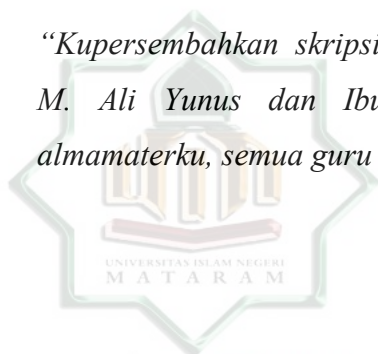 “Kupersembahkan skripsi
M. Ali Yunus dan Ibu
almamaterku, semua guru
UNIVERSITAS ISLAM NEGERI
MATARAM